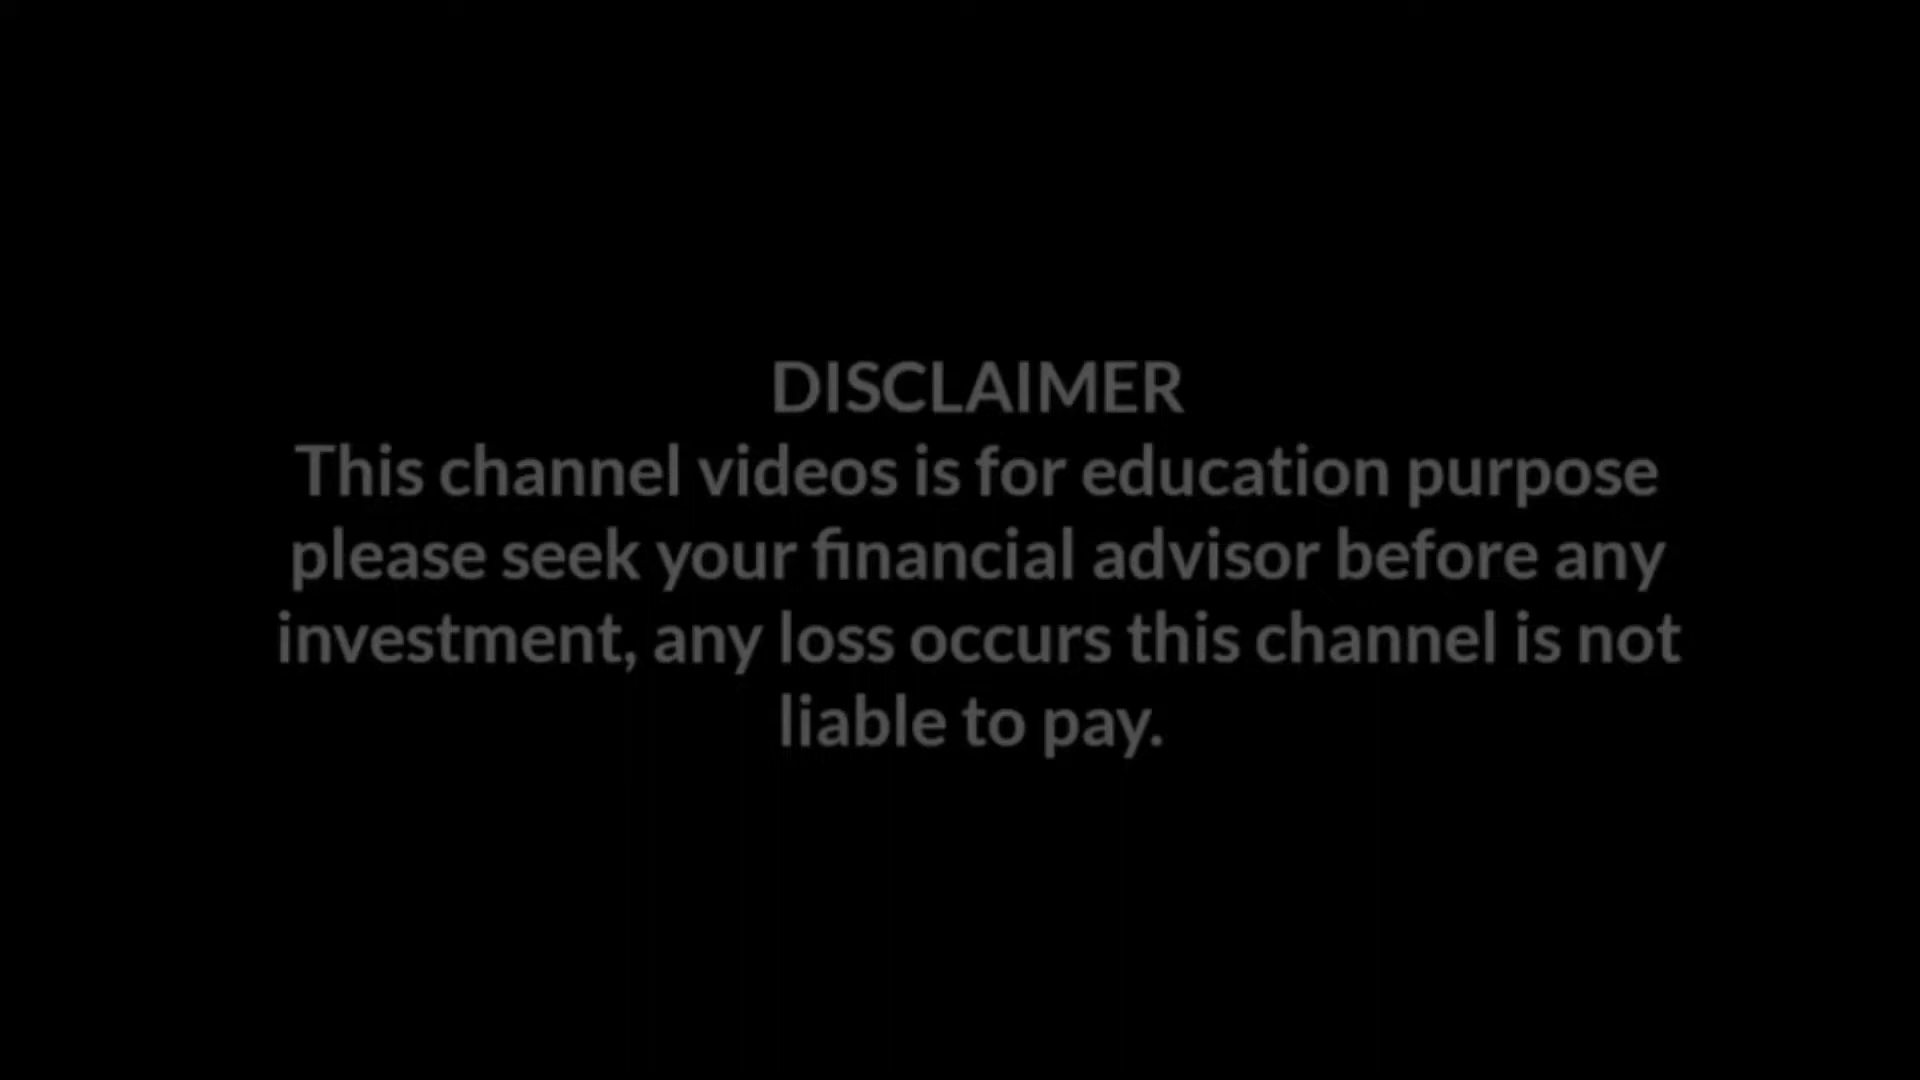 DISCLAIMER
This channel videos is for education purpose
please seek your financial advisor before any
investment, any loss occurs this channel is not
liable to pay.